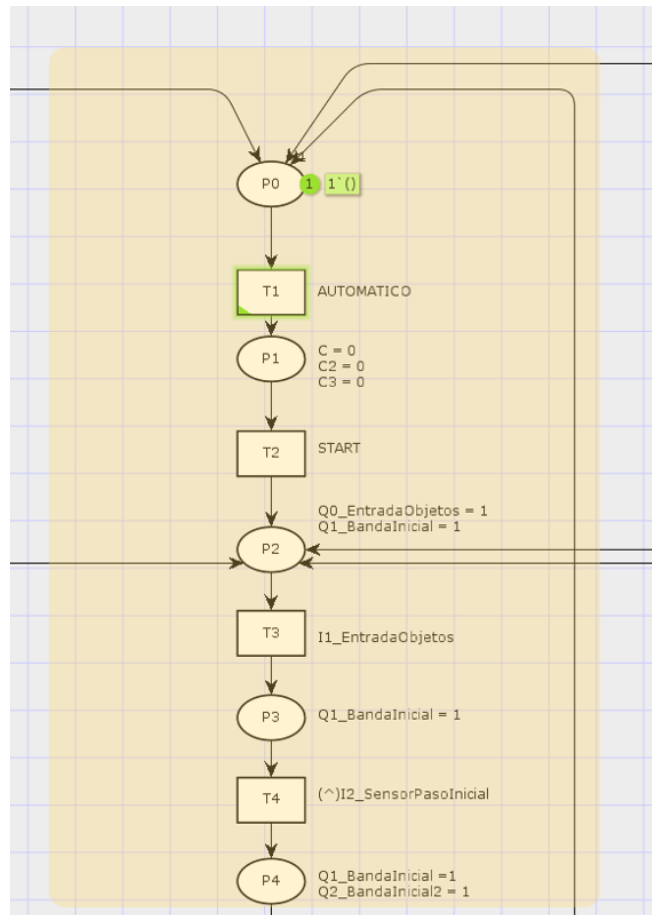 P0
1
1`()
T1
AUTOMATICO
P1
C = 0
C2 = 0
C3 = 0
T2
START
Q0_EntradaObjetos = 1
Q1_BandaInicial = 1
P2
T3
I1_EntradaObjetos
P3
Q1_BandaInicial = 1
T4
(^)I2_SensorPasoInicial
P4
Q1_BandaInicial =1
Q2_BandaInicial2 = 1